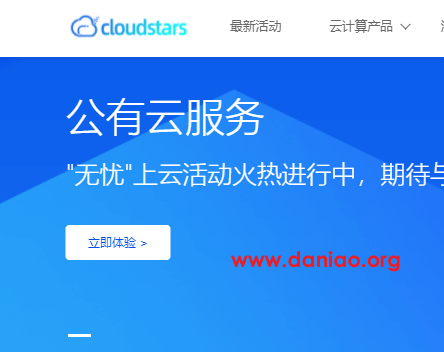 cloudstars 最新活动 云计算产品
公有云服务
"无忧"上云活动火热进行中，期待与
立即体验 >
www.daniao.org